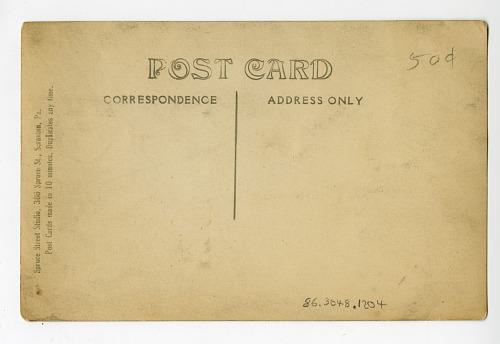 POST CARD
50¢
CORRESPONDENCE
ADDRESS ONLY
Spruce Street Studio, 300 Spruce St., Scranton, Pa.
Post Cards made in 10 minutes. Duplicates any time.
86.3048.1204